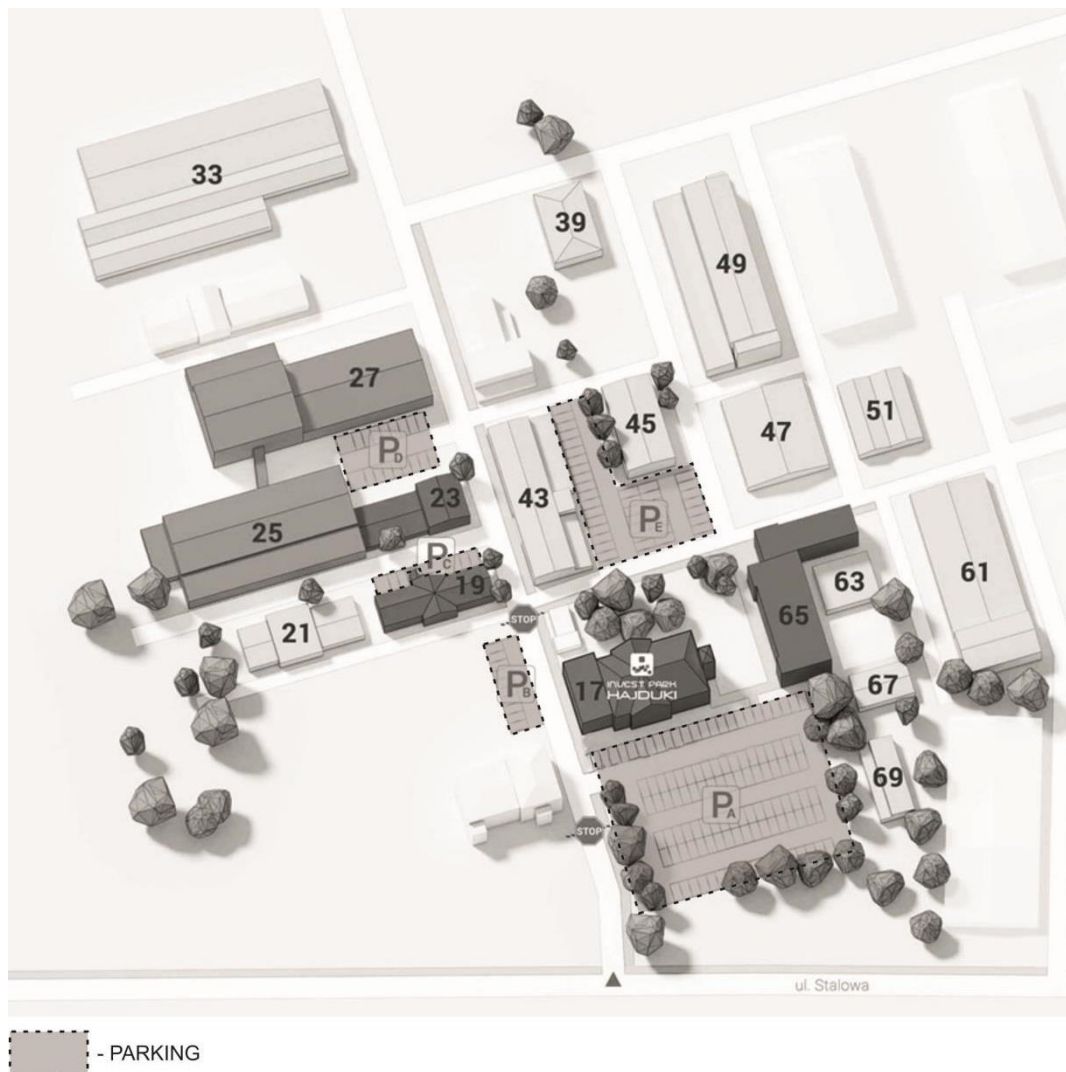 33
39
49
27
45
51
47
PD
23
43
PE
25
PC
19
63
61
65
21
STOP
PB
17
INVEST PARK
HAJDUKI
67
69
PA
STOP
ul. Stalowa
- PARKING